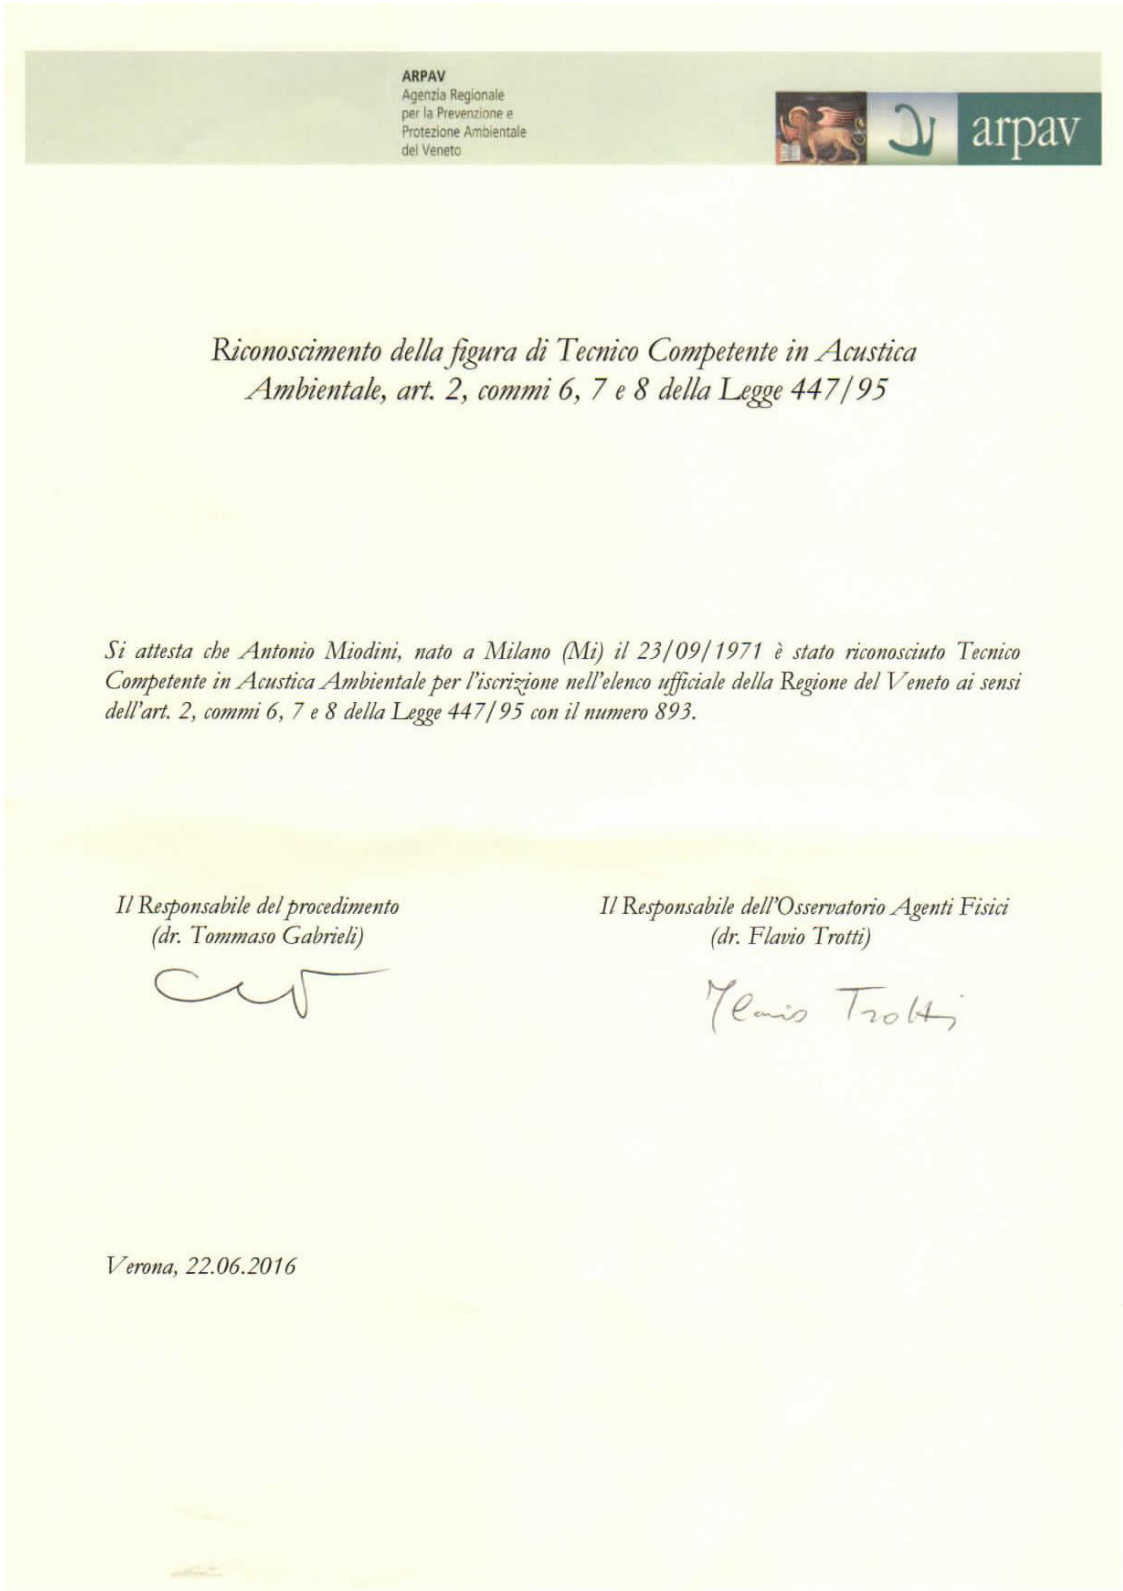 ARPAV
Agenzia Regionale
per la Prevenzione e
Protezione Ambientale
del Veneto
arpav
Riconoscimento della figura di Tecnico Competente in Acustica
Ambientale, art. 2, commi 6, 7 e 8 della Legge 447/95
Si attesta che Antonio Miodini, nato a Milano (Mi) il 23/09/1971 è stato riconosciuto Tecnico
Competente in Acustica Ambientale per l'iscrizione nell'elenco ufficiale della Regione del Veneto ai sensi
dell'art. 2, commi 6, 7 e 8 della Legge 447/95 con il numero 893.
Il Responsabile del procedimento
(dr. Tommaso Gabrieli)
Il Responsabile dell'Osservatorio Agenti Fisici
(dr. Flavio Trotti)
Flavio Trotti
Verona, 22.06.2016